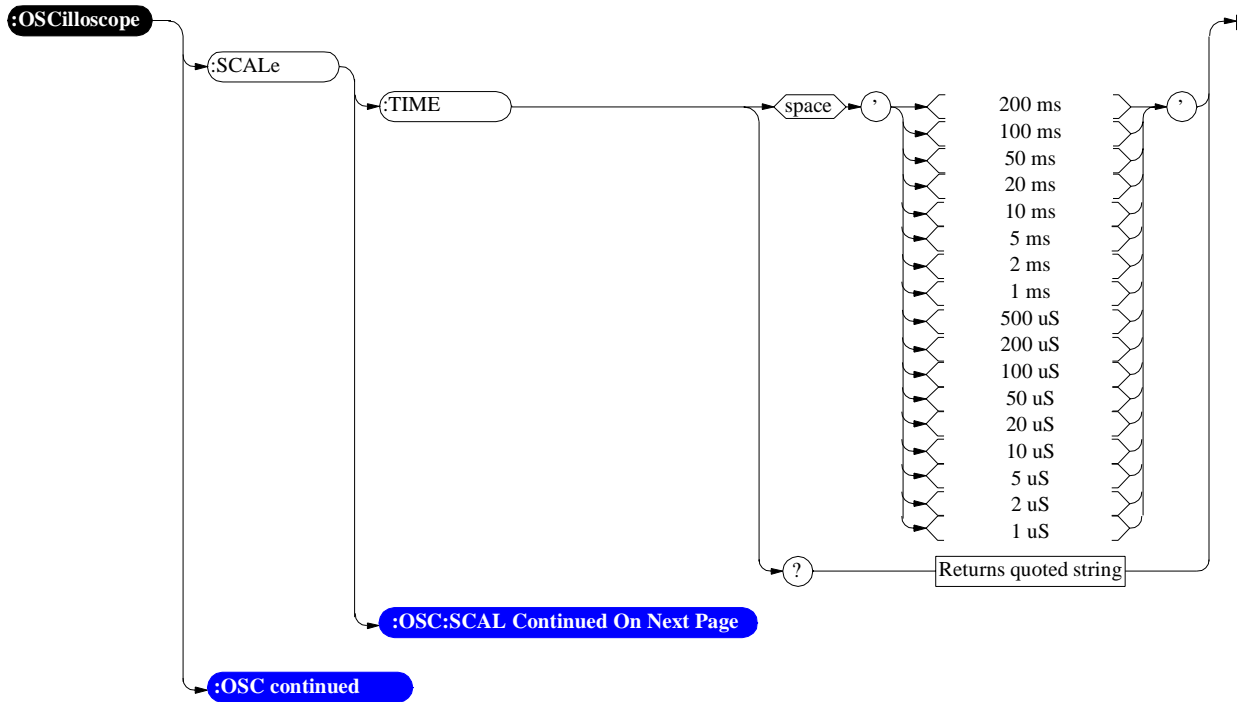 :OSCilloscope
:SCALe
:TIME
space ’ 200 ms ’
100 ms
50 ms
20 ms
10 ms
5 ms
2 ms
1 ms
500 uS
200 uS
100 uS
50 uS
20 uS
10 uS
5 uS
2 uS
1 uS
? Returns quoted string
:OSC:SCAL Continued On Next Page
:OSC continued